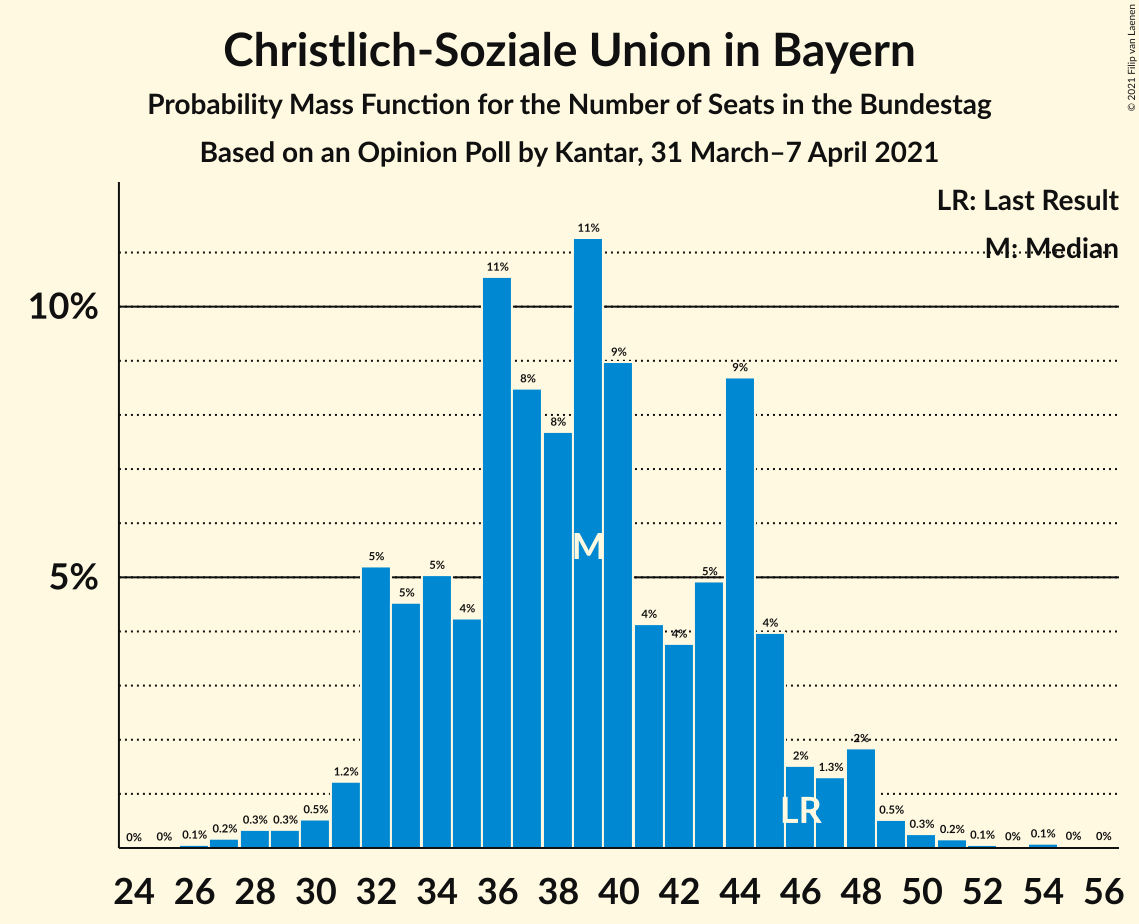 Christlich-Soziale Union in Bayern
Probability Mass Function for the Number of Seats in the Bundestag
Based on an Opinion Poll by Kantar, 31 March–7 April 2021
© 2021 Filip van Laenen
LR: Last Result
M: Median
10%
5%
0% 0% 0.1% 0.2% 0.3% 0.3% 0.5% 1.2% 5% 5% 5% 4% 11% 8% 8% 11% 9% 4% 4% 5% 9% 4% 2% 1.3% 2% 0.5% 0.3% 0.2% 0.1% 0% 0.1% 0% 0%
M
LR
24 26 28 30 32 34 36 38 40 42 44 46 48 50 52 54 56